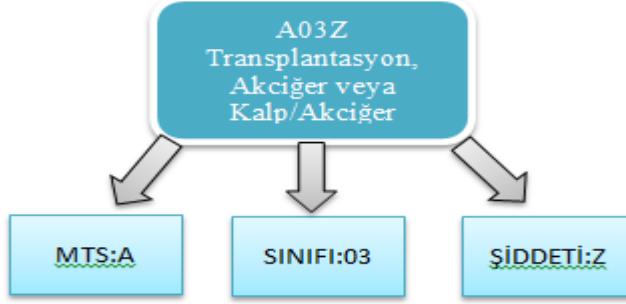 A03Z
Transplantasyon,
Akciğer veya
Kalp/Akciğer
MTS:A
SINIFI:03
ŞİDDETİ:Z